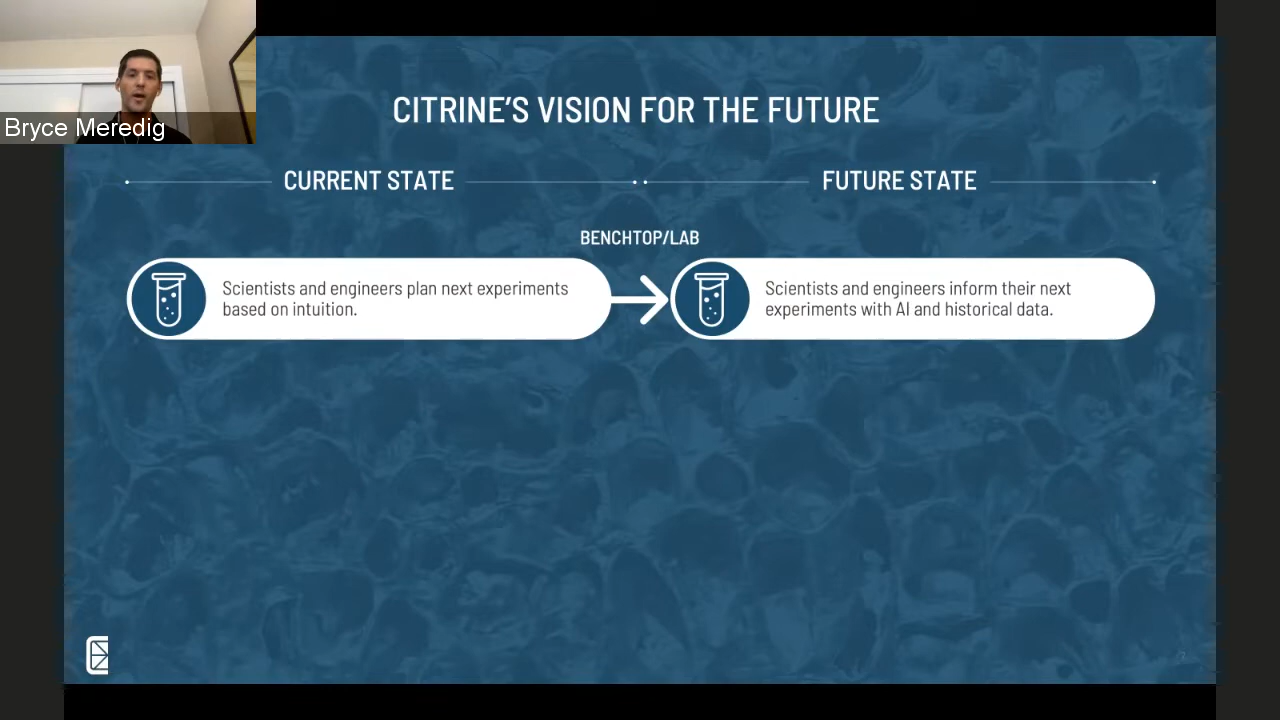 Bryce Meredig
CITRINE'S VISION FOR THE FUTURE
CURRENT STATE
FUTURE STATE
BENCHTOP/LAB
Scientists and engineers plan next experiments
based on intuition.
Scientists and engineers inform their next
experiments with AI and historical data.
7